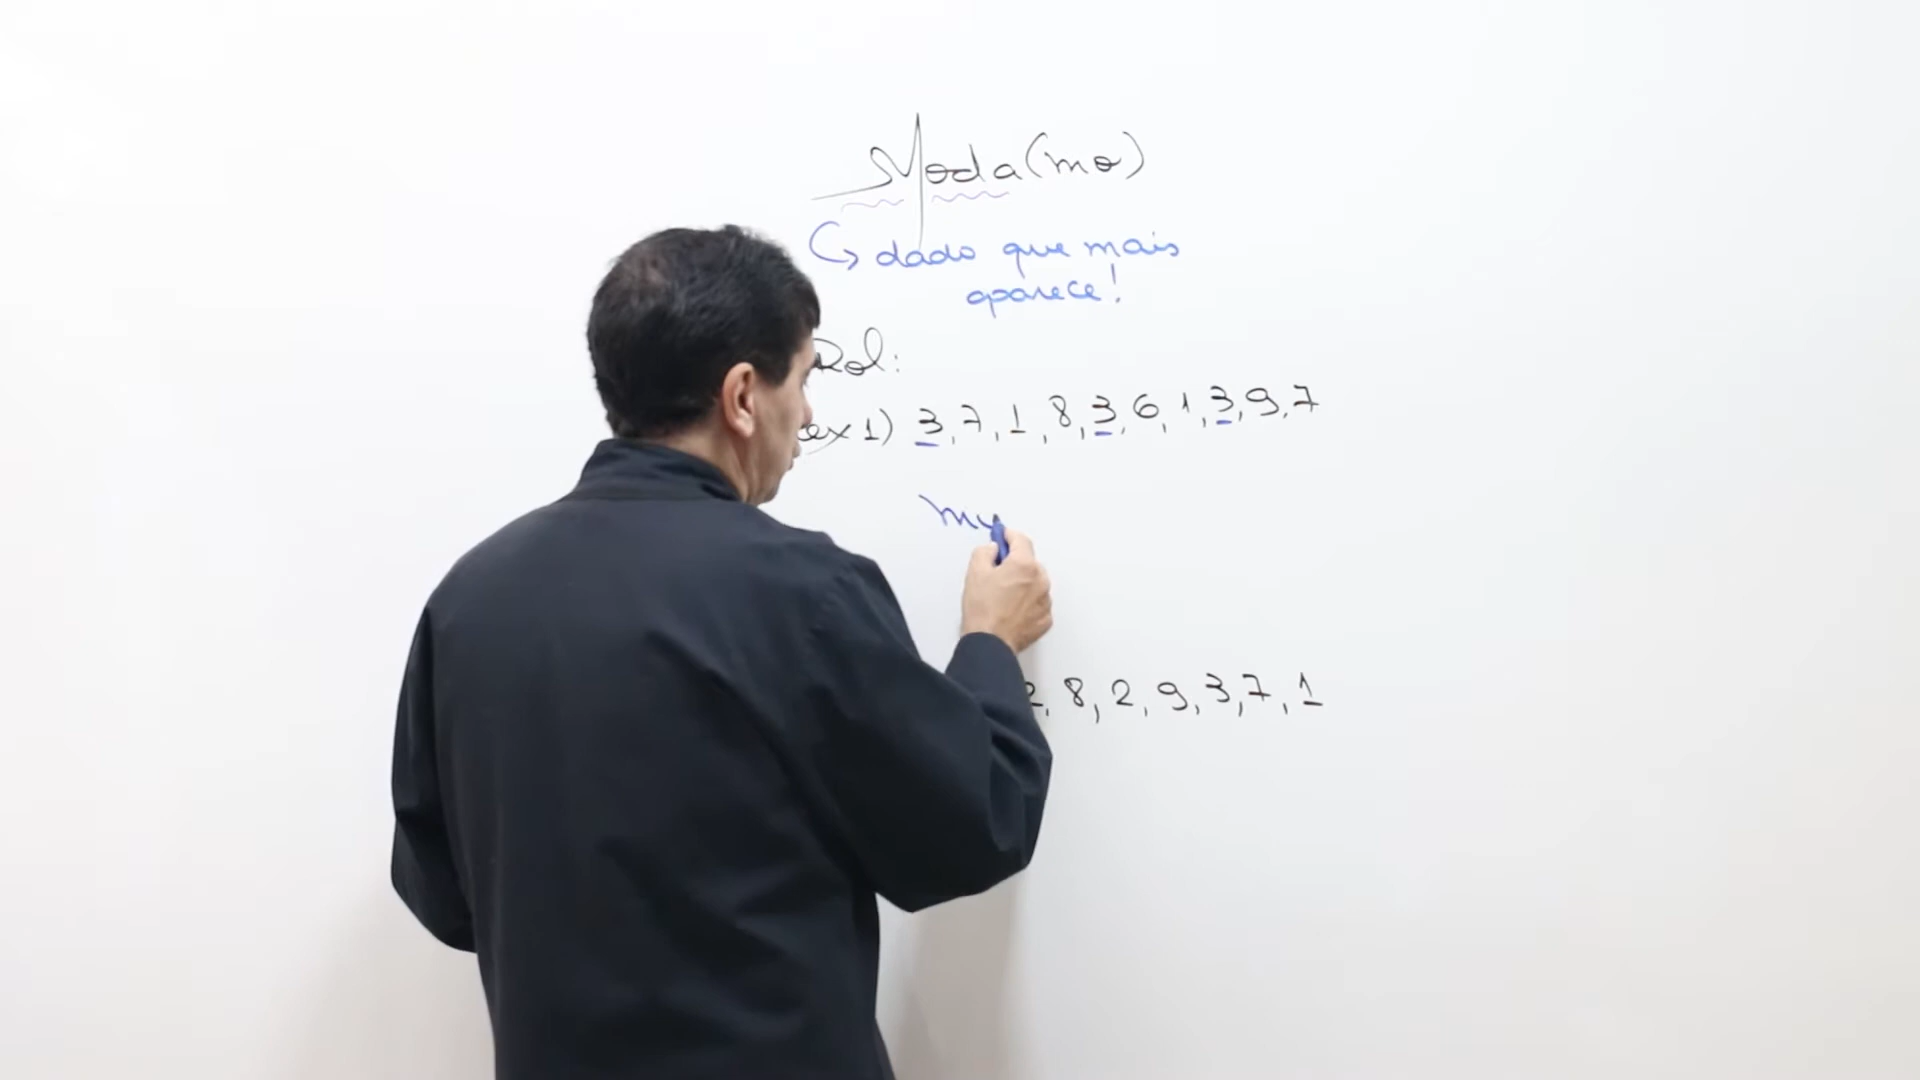 Moda (mo)
↳ dado que mais
aparece!
Rol:
ex 1) 3, 7, 1, 8, 3, 6, 1, 3, 9, 7
mo
2, 8, 2, 9, 3, 7, 1